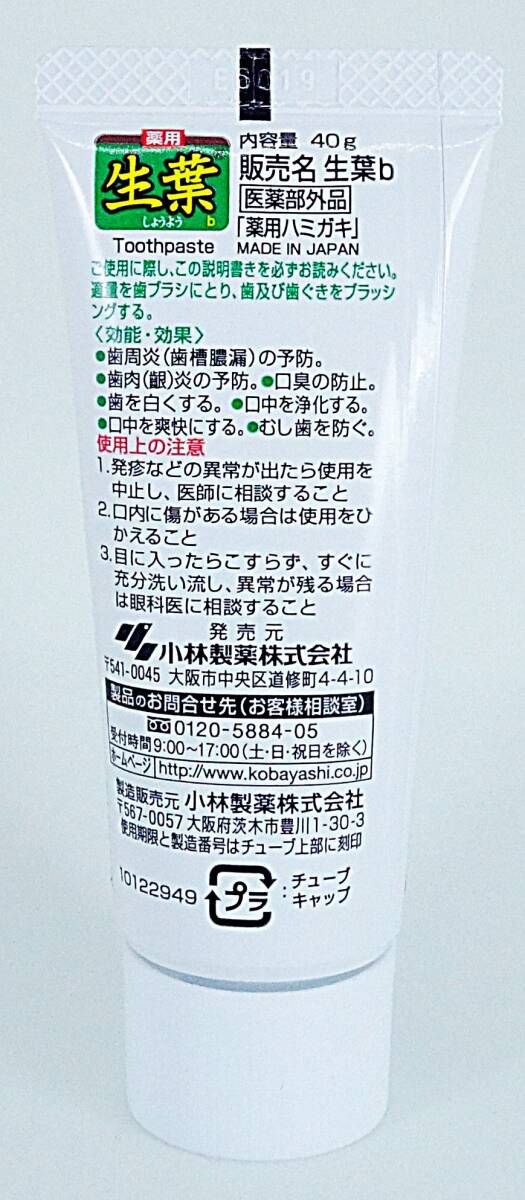 薬用
生葉
しょうよう
b
Toothpaste
内容量 40g
販売名 生葉b
医薬部外品
「薬用ハミガキ」
MADE IN JAPAN
ご使用に際し、この説明書きを必ずお読みください。
適量を歯ブラシにとり、歯及び歯ぐきをブラッシ
ングする。
〈効能・効果〉
●歯周炎(歯槽膿漏)の予防。
●歯肉(齦)炎の予防。●口臭の防止。
●歯を白くする。●口中を浄化する。
●口中を爽快にする。●むし歯を防ぐ。
使用上の注意
1.発疹などの異常が出たら使用を
中止し、医師に相談すること
2.口内に傷がある場合は使用をひ
かえること
3.目に入ったらこすらず、すぐに
充分洗い流し、異常が残る場合
は眼科医に相談すること
発売元
小林製薬株式会社
〒541-0045 大阪市中央区道修町4-4-10
製品のお問合せ先(お客様相談室)
0120-5884-05
受付時間 9:00~17:00(土・日・祝日を除く)
ホームページ http://www.kobayashi.co.jp
製造販売元 小林製薬株式会社
〒567-0057 大阪府茨木市豊川1-30-3
使用期限と製造番号はチューブ上部に刻印
10122949
プラ
:チューブ
キャップ